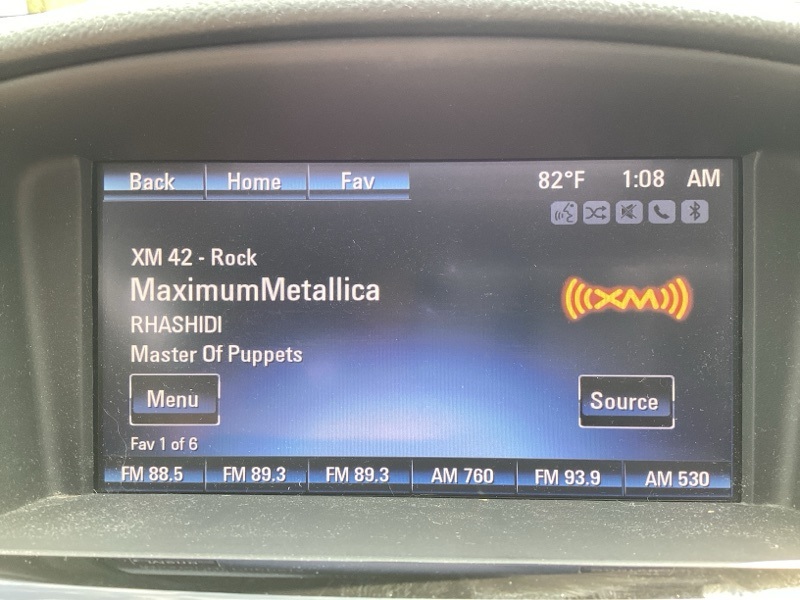 Back Home Fav 82°F 1:08 AM
XM 42 - Rock
MaximumMetallica
((XM))
RHASHIDI
Master Of Puppets
Menu Source
Fav 1 of 6
FM 88.5 FM 89.3 FM 89.3 AM 760 FM 93.9 AM 530